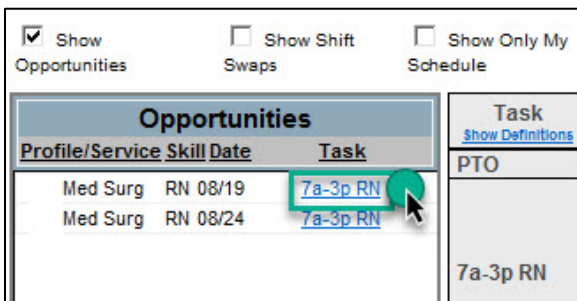 Show Opportunities
Show Shift Swaps
Show Only My Schedule
Opportunities
Profile/Service Skill Date Task
Med Surg RN 08/19 7a-3p RN
Med Surg RN 08/24 7a-3p RN
Task
Show Definitions
PTO
7a-3p RN